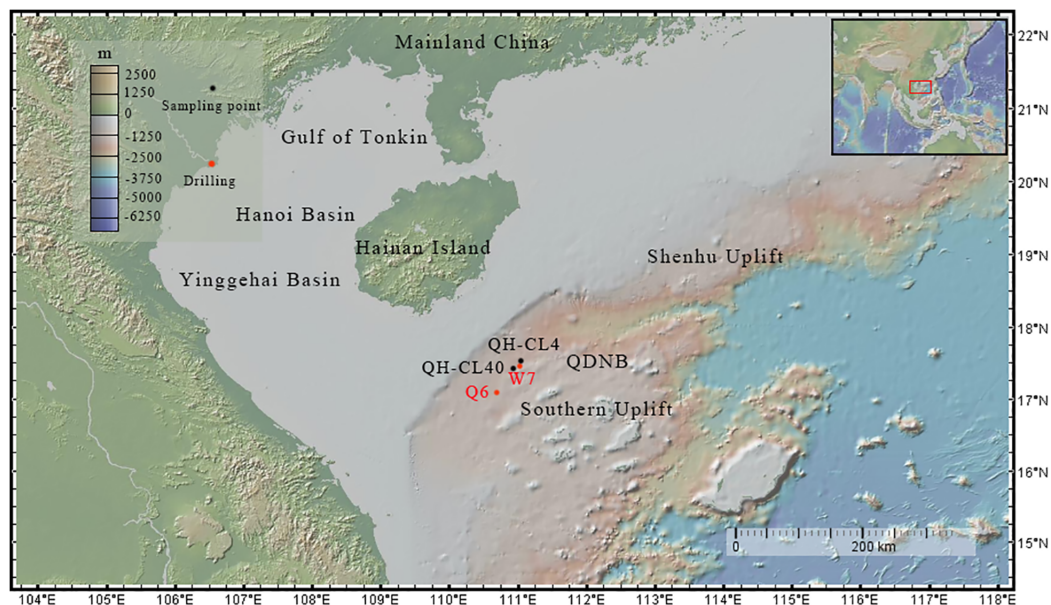 Mainland China
22°N
m
2500
1250
0
-1250
-2500
-3750
-5000
-6250
Sampling point
Drilling
21°N
Gulf of Tonkin
20°N
Hanoi Basin
Hainan Island
Shenhu Uplift
19°N
Yinggehai Basin
18°N
QH-CL4
QH-CL40
QDNB
W7
Q6
17°N
Southern Uplift
16°N
15°N
0
200 km
104°E
105°E
106°E
107°E
108°E
109°E
110°E
111°E
112°E
113°E
114°E
115°E
116°E
117°E
118°E